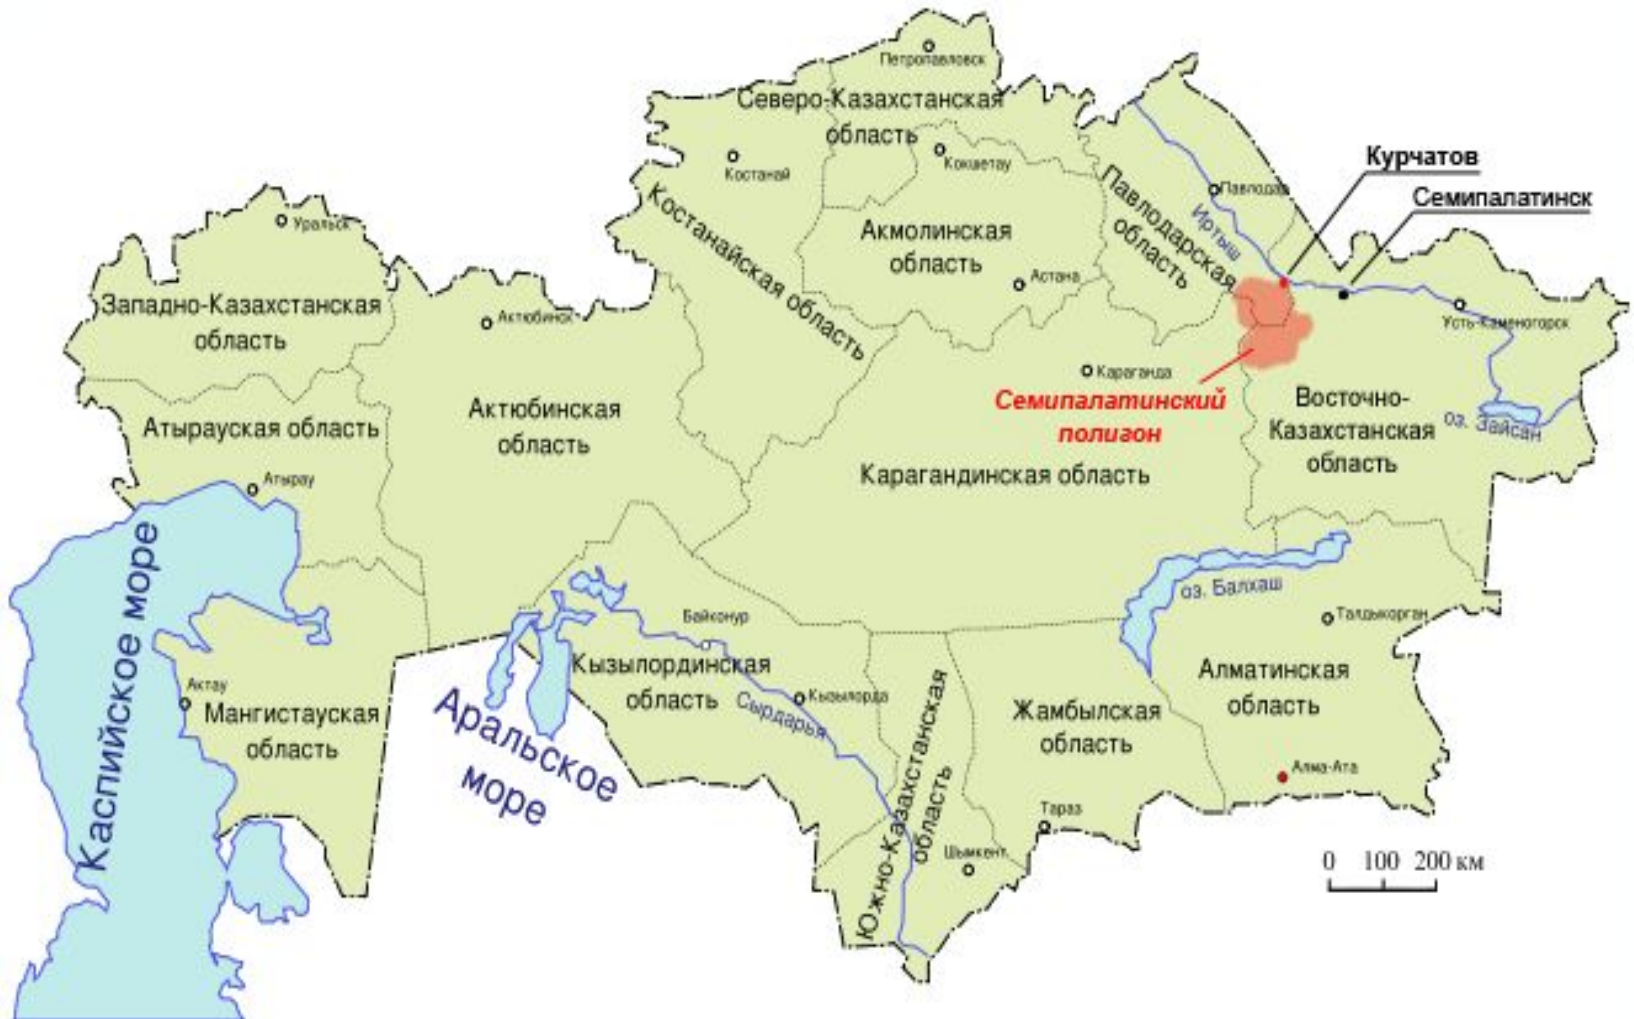 Петропавловск
Северо-Казахстанская
область
Кокшетау
Костанай
Костанайская область
Акмолинская
область
Астана
Павлодар
Иртыш
Павлодарская
область
Курчатов
Семипалатинск
Усть-Каменогорск
Уральск
Западно-Казахстанская
область
Актюбинск
Актюбинская
область
Атырауская область
Атырау
Караганда
Семипалатинский
полигон
Карагандинская область
Восточно-
Казахстанская
область
оз. Зайсан
Каспийское море
оз. Балхаш
Талдыкорган
Байконур
Кызылординская
область
Кызылорда
Сырдарья
Аральское
море
Актау
Мангистауская
область
Южно-Казахстанская
область
Жамбылская
область
Алматинская
область
Алма-Ата
Тараз
Шымкент
0 100 200 км